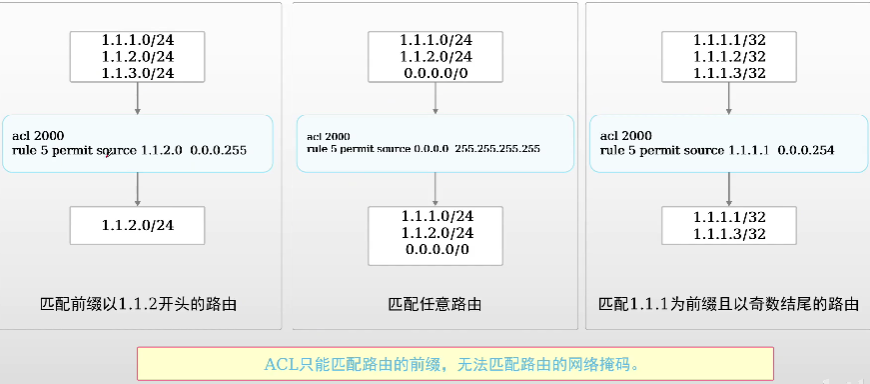 1.1.1.0/24
1.1.2.0/24
1.1.3.0/24
acl 2000
rule 5 permit source 1.1.2.0 0.0.0.255
1.1.2.0/24
匹配前缀以1.1.2开头的路由
1.1.1.0/24
1.1.2.0/24
0.0.0.0/0
acl 2000
rule 5 permit source 0.0.0.0 255.255.255.255
1.1.1.0/24
1.1.2.0/24
0.0.0.0/0
匹配任意路由
1.1.1.1/32
1.1.1.2/32
1.1.1.3/32
acl 2000
rule 5 permit source 1.1.1.1 0.0.0.254
1.1.1.1/32
1.1.1.3/32
匹配1.1.1为前缀且以奇数结尾的路由
ACL只能匹配路由的前缀，无法匹配路由的网络掩码。